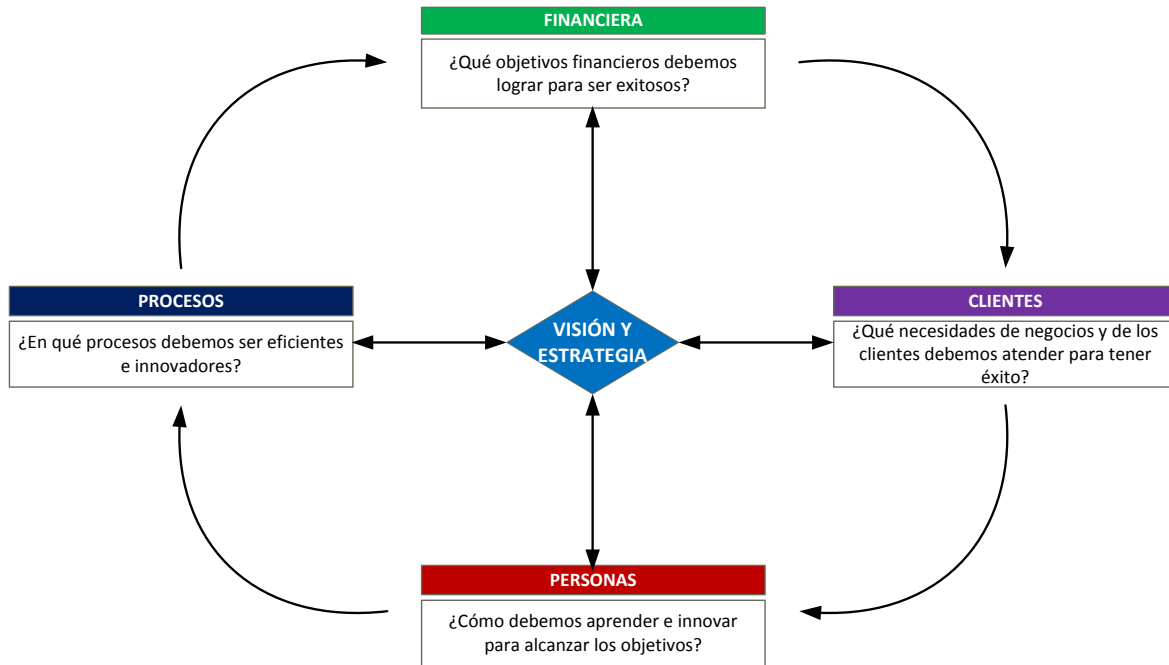 FINANCIERA
¿Qué objetivos financieros debemos
lograr para ser exitosos?
PROCESOS
¿En qué procesos debemos ser eficientes
e innovadores?
VISIÓN Y
ESTRATEGIA
CLIENTES
¿Qué necesidades de negocios y de los
clientes debemos atender para tener
éxito?
PERSONAS
¿Cómo debemos aprender e innovar
para alcanzar los objetivos?